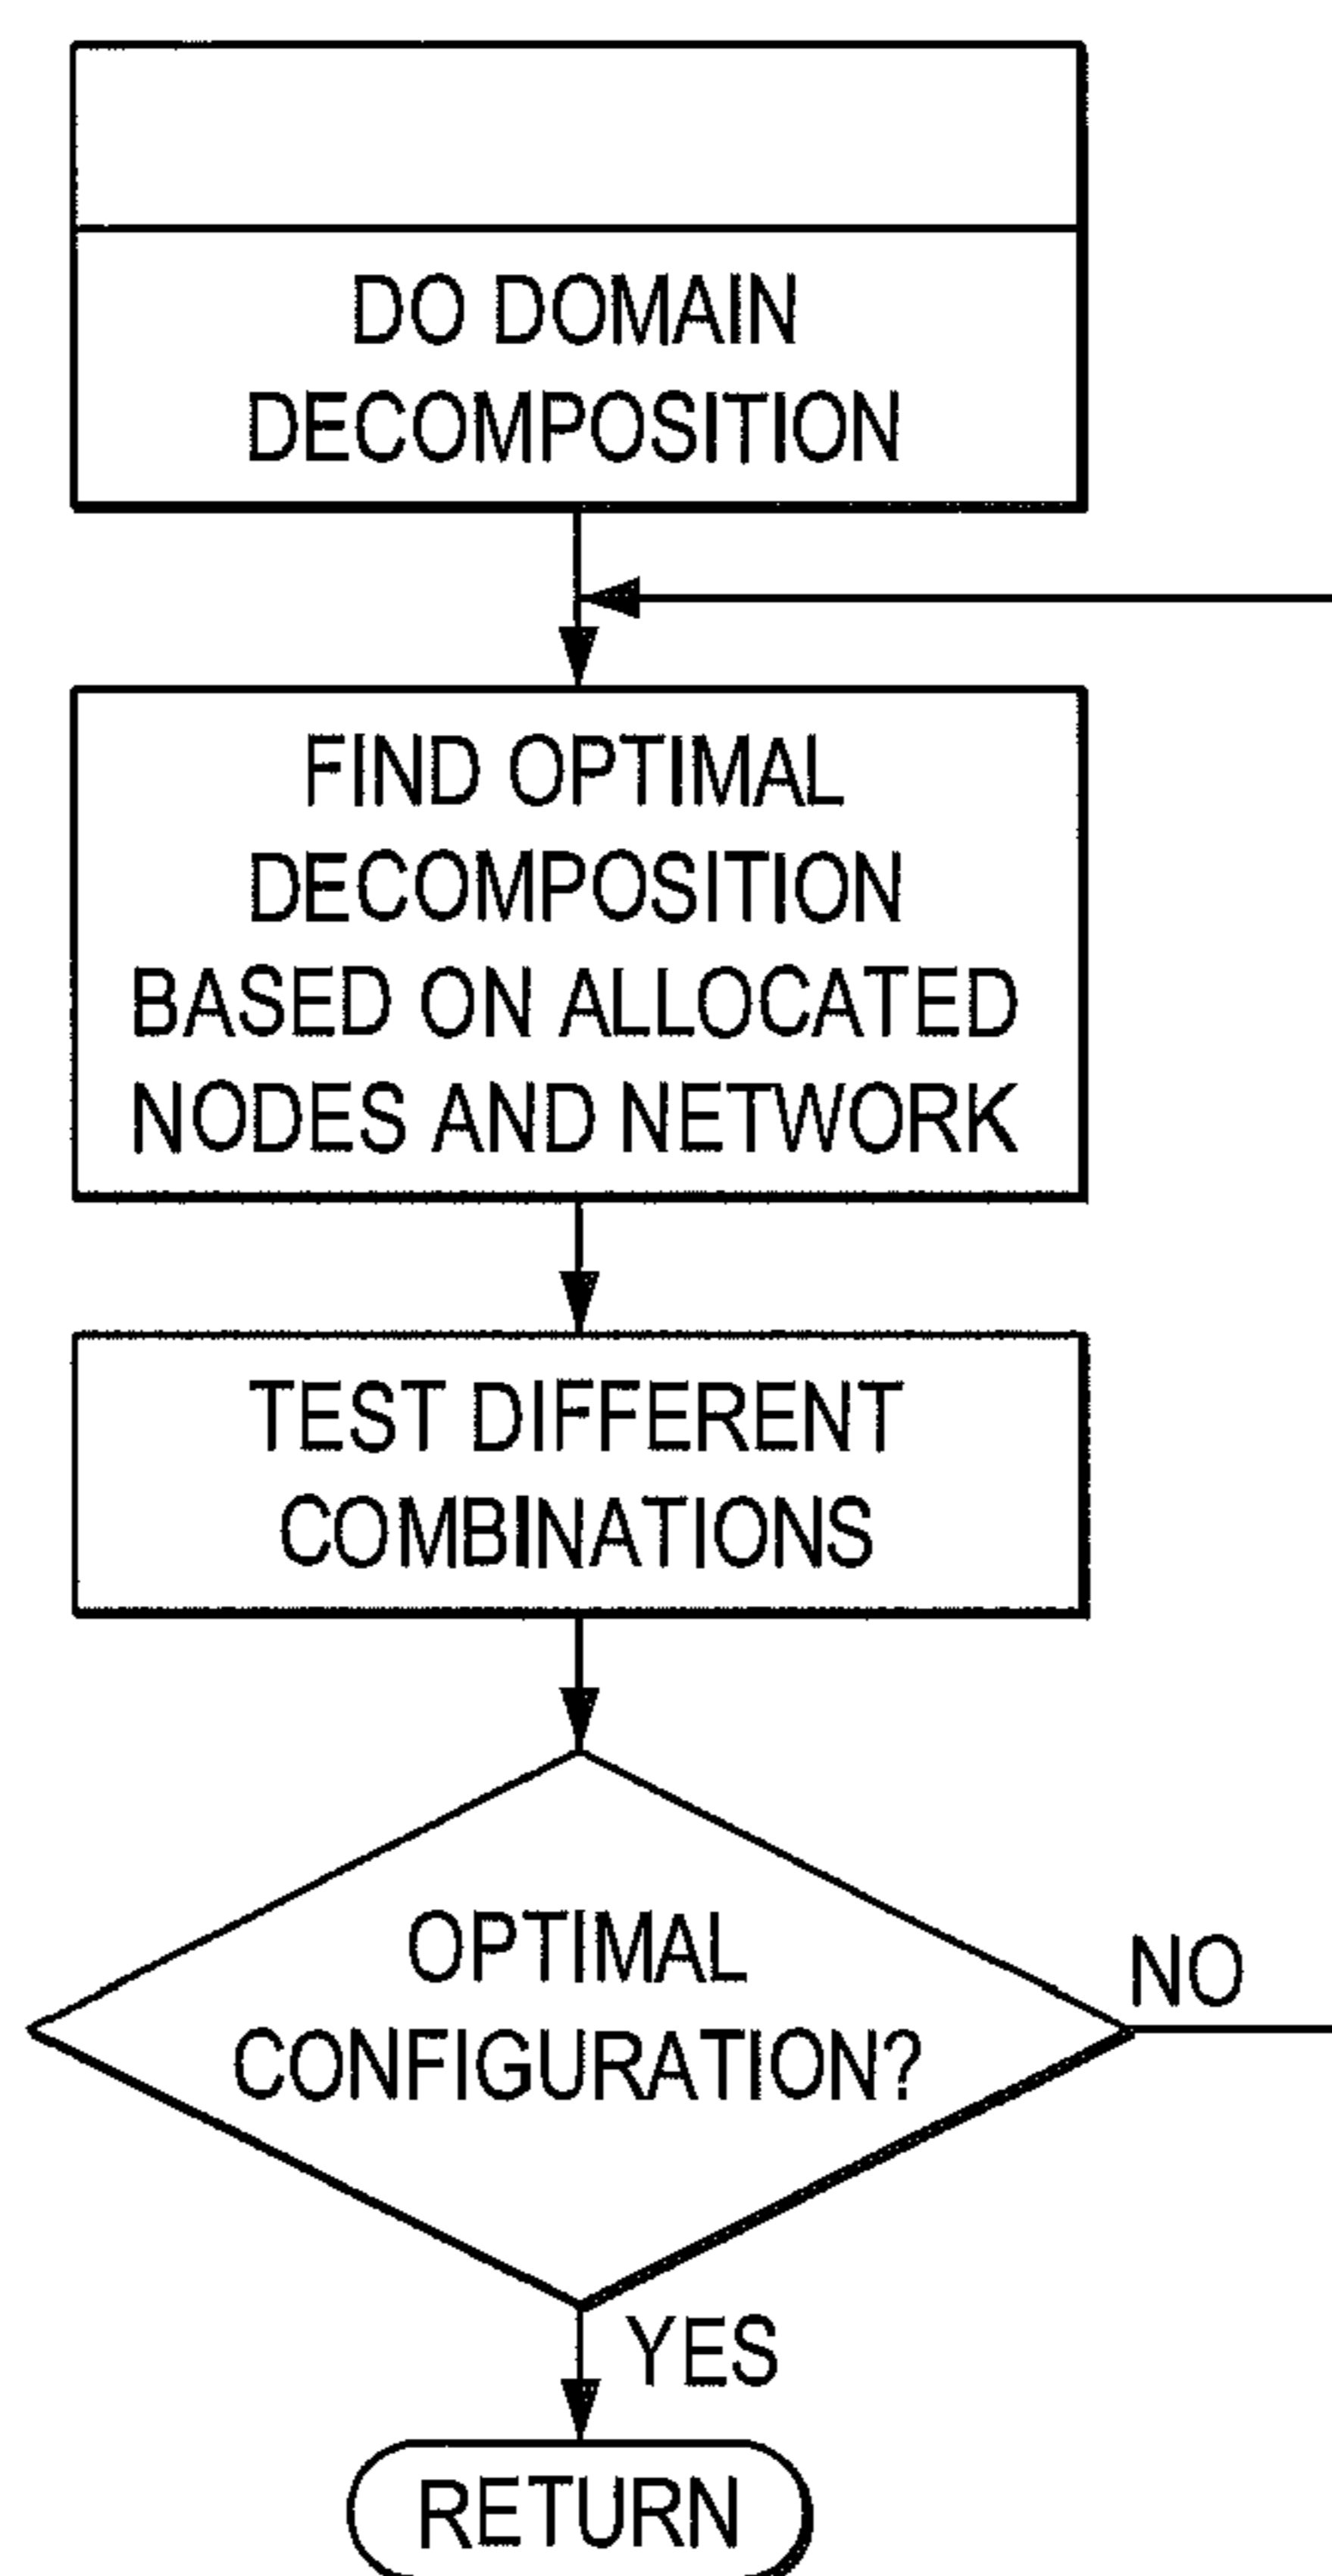 DO DOMAIN
DECOMPOSITION
FIND OPTIMAL
DECOMPOSITION
BASED ON ALLOCATED
NODES AND NETWORK
TEST DIFFERENT
COMBINATIONS
OPTIMAL
CONFIGURATION?
NO
YES
RETURN